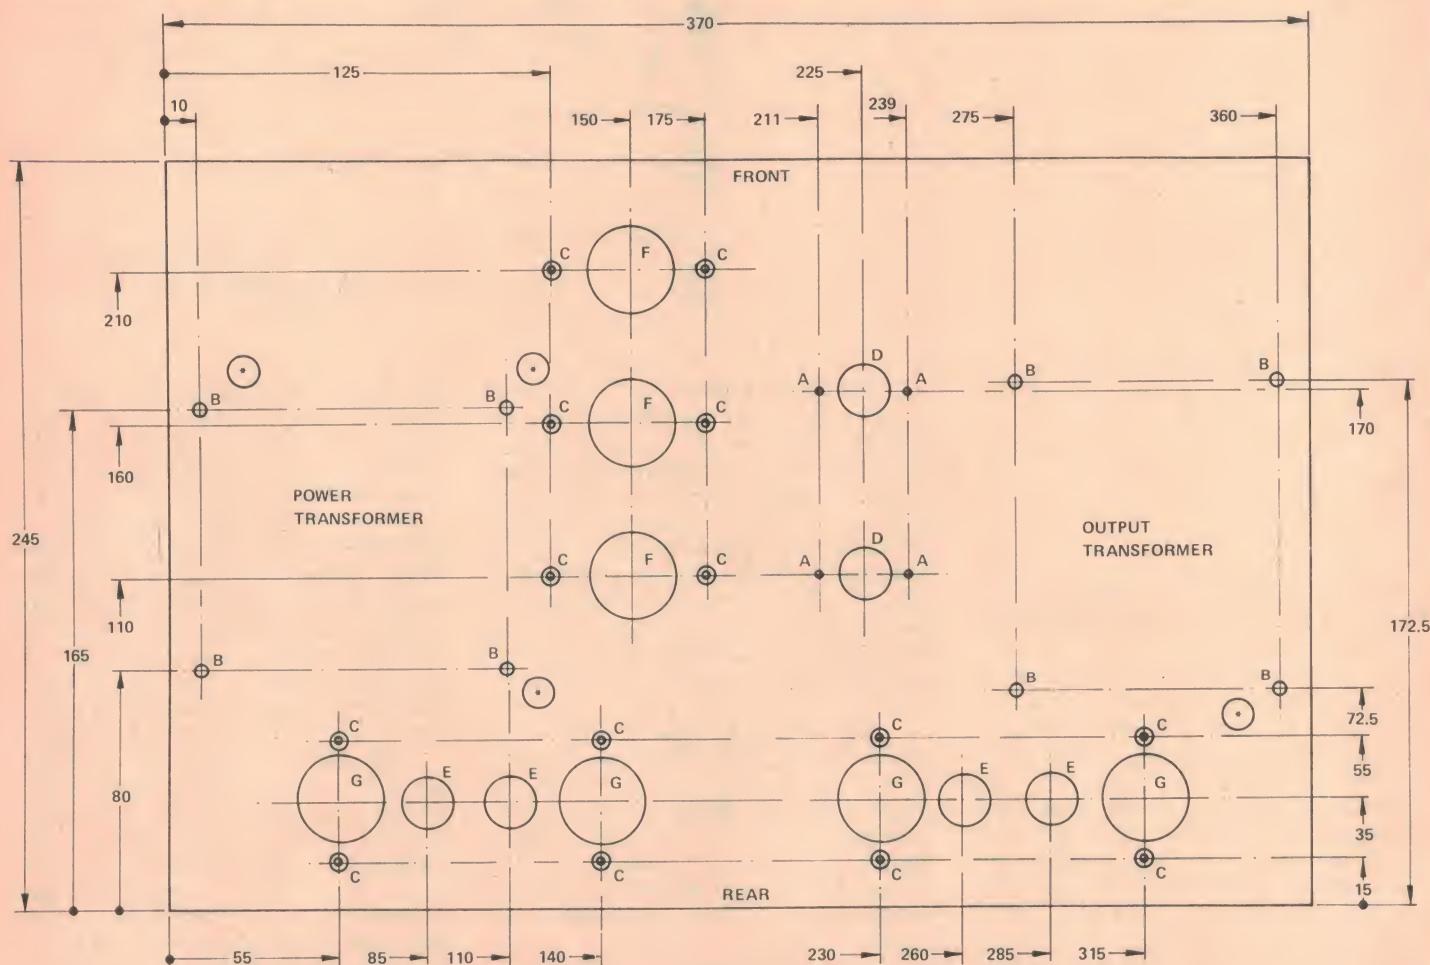 370
125
225
10
150
175
211
239
275
360
FRONT
C
F
C
210
D
B
B
B
A
A
B
C
F
C
170
160
POWER
TRANSFORMER
245
OUTPUT
TRANSFORMER
D
C
F
C
A
A
110
165
172.5
B
B
B
B
C
C
C
C
72.5
G
E
E
G
G
E
E
G
55
80
35
C
C
C
C
REAR
15
55
85
110
140
230
260
285
315